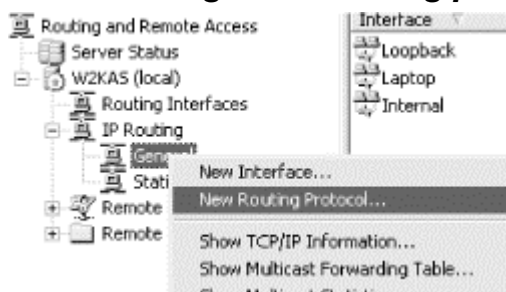 Routing and Remote Access
Server Status
W2KAS (local)
Routing Interfaces
IP Routing
General
Stati
Remote
Remote
Interface
Loopback
Laptop
Internal
New Interface...
New Routing Protocol...
Show TCP/IP Information...
Show Multicast Forwarding Table...